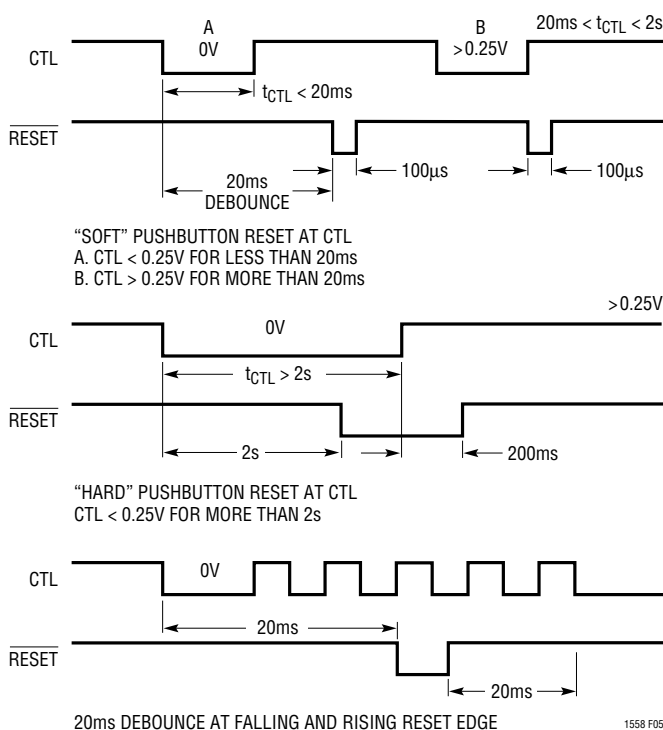 A
0V
B
>0.25V
20ms < tCTL < 2s
CTL
tCTL < 20ms
RESET
20ms
DEBOUNCE
100µs
100µs
"SOFT" PUSHBUTTON RESET AT CTL
A. CTL < 0.25V FOR LESS THAN 20ms
B. CTL > 0.25V FOR MORE THAN 20ms
0V
>0.25V
CTL
tCTL > 2s
RESET
2s
200ms
"HARD" PUSHBUTTON RESET AT CTL
CTL < 0.25V FOR MORE THAN 2s
CTL
0V
20ms
RESET
20ms
20ms DEBOUNCE AT FALLING AND RISING RESET EDGE
1558 F05